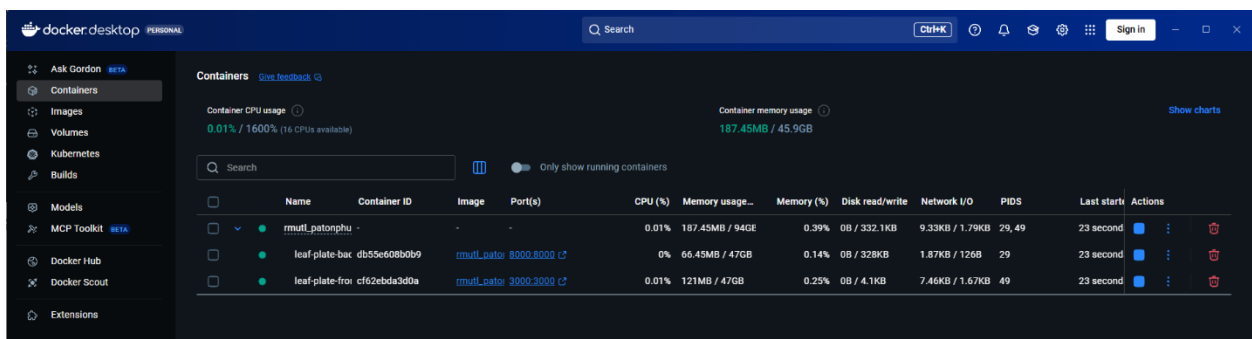 docker.desktop PERSONAL Search Ctrl+K Sign in
Ask Gordon BETA
Containers
Images
Volumes
Kubernetes
Builds
Models
MCP Toolkit BETA
Docker Hub
Docker Scout
Extensions
Containers Give feedback
Container CPU usage
0.01% / 1600% (16 CPUs available)
Container memory usage
187.45MB / 45.9GB
Show charts
Search Only show running containers
Name Container ID Image Port(s) CPU (%) Memory usage... Memory (%) Disk read/write Network I/O PIDS Last starte Actions
rmutl_patonphu - - - 0.01% 187.45MB / 94GB 0.39% 0B / 332.1KB 9.33KB / 1.79KB 29, 49 23 second
leaf-plate-bac db55e608b0b9 rmutl_pato 8000:8000 0% 66.45MB / 47GB 0.14% 0B / 328KB 1.87KB / 126B 29 23 second
leaf-plate-fro cf62ebda3d0a rmutl_pato 3000:3000 0.01% 121MB / 47GB 0.25% 0B / 4.1KB 7.46KB / 1.67KB 49 23 second